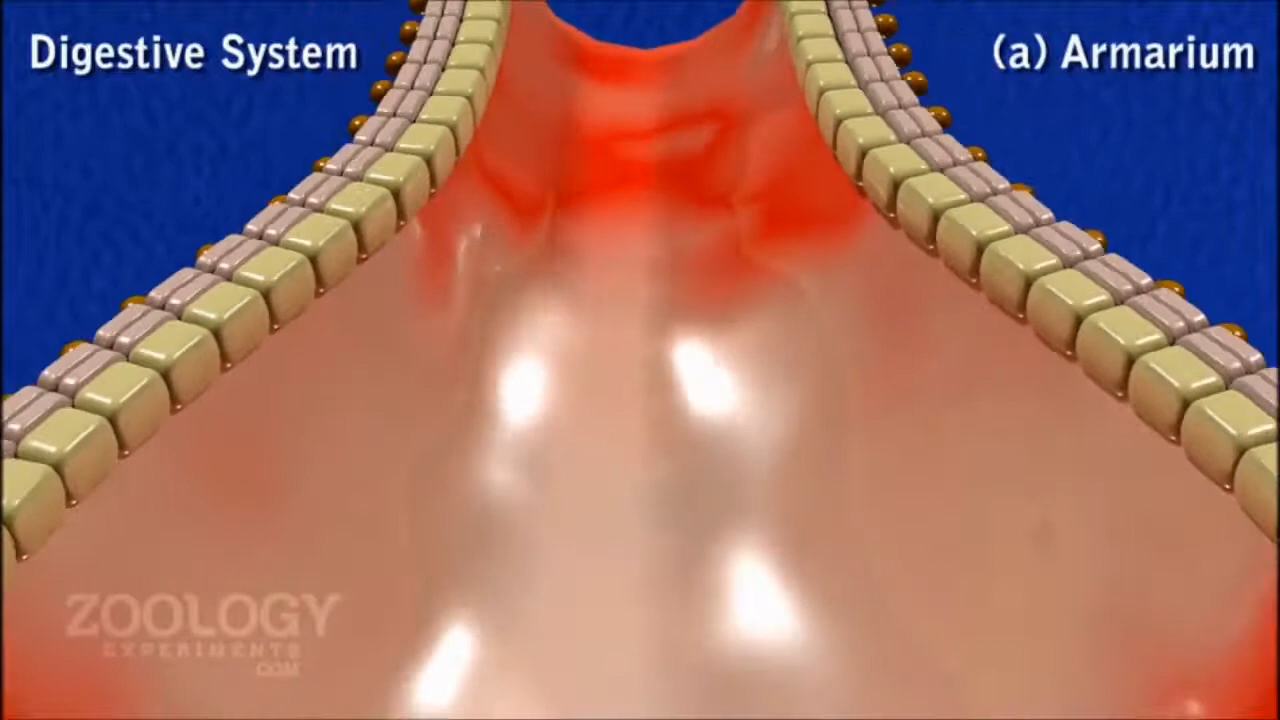 Digestive System
(a) Armarium
ZOOLOGY
EXPERIMENTS
.COM